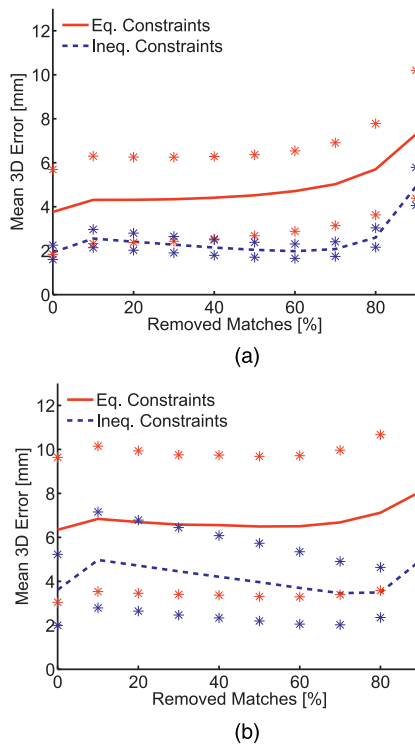 12
10
8
6
4
2
0
Mean 3D Error [mm]
Eq. Constraints
Ineq. Constraints
0 20 40 60 80
Removed Matches [%]
(a)
12
10
8
6
4
2
0
Mean 3D Error [mm]
Eq. Constraints
Ineq. Constraints
0 20 40 60 80
Removed Matches [%]
(b)